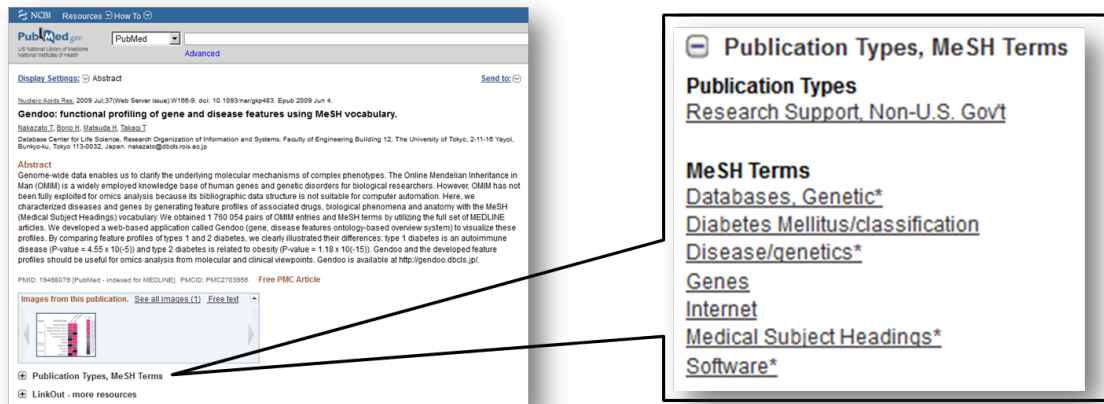 NCBI Resources How To
PubMed.gov
US National Library of Medicine
National Institutes of Health
PubMed
Advanced
Display Settings: Abstract
Send to:
Nucleic Acids Res. 2009 Jul;37(Web Server issue):W166-9. doi: 10.1093/nar/gkp483. Epub 2009 Jun 4.
Gendoo: functional profiling of gene and disease features using MeSH vocabulary.
Nakazato T, Bono H, Matsuda H, Takagi T.
Database Center for Life Science, Research Organization of Information and Systems, Faculty of Engineering Building 12, The University of Tokyo, 2-11-16 Yayoi,
Bunkyo-ku, Tokyo 113-0032, Japan. nakazato@dbcls.rois.ac.jp
Abstract
Genome-wide data enables us to clarify the underlying molecular mechanisms of complex phenotypes. The Online Mendelian Inheritance in
Man (OMIM) is a widely employed knowledge base of human genes and genetic disorders for biological researchers. However, OMIM has not
been fully exploited for omics analysis because its bibliographic data structure is not suitable for computer automation. Here, we
characterized diseases and genes by generating feature profiles of associated drugs, biological phenomena and anatomy with the MeSH
(Medical Subject Headings) vocabulary. We obtained 1 760 054 pairs of OMIM entries and MeSH terms by utilizing the full set of MEDLINE
articles. We developed a web-based application called Gendoo (gene, disease features ontology-based overview system) to visualize these
profiles. By comparing feature profiles of types 1 and 2 diabetes, we clearly illustrated their differences: type 1 diabetes is an autoimmune
disease (P-value = 4.55 x 10(-5)) and type 2 diabetes is related to obesity (P-value = 1.18 x 10(-15)). Gendoo and the developed feature
profiles should be useful for omics analysis from molecular and clinical viewpoints. Gendoo is available at http://gendoo.dbcls.jp/.
PMID: 19498079 [PubMed - indexed for MEDLINE] PMCID: PMC2703956 Free PMC Article
Images from this publication. See all images (1) Free text
Publication Types, MeSH Terms
LinkOut - more resources
Publication Types, MeSH Terms
Publication Types
Research Support, Non-U.S. Gov't
MeSH Terms
Databases, Genetic*
Diabetes Mellitus/classification
Disease/genetics*
Genes
Internet
Medical Subject Headings*
Software*